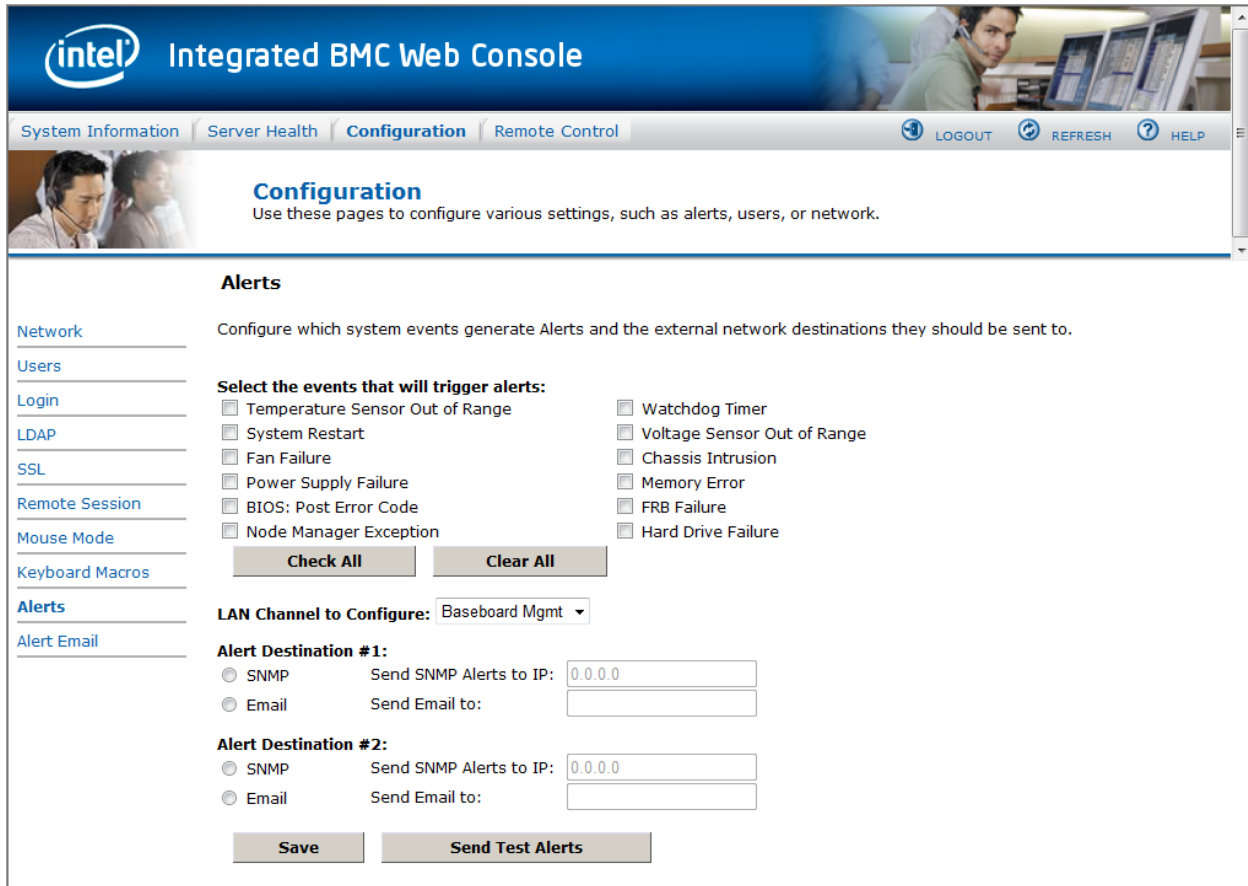 intel Integrated BMC Web Console
System Information Server Health Configuration Remote Control LOGOUT REFRESH ? HELP
Configuration
Use these pages to configure various settings, such as alerts, users, or network.
Alerts
Configure which system events generate Alerts and the external network destinations they should be sent to.
Network
Users
Login
LDAP
SSL
Remote Session
Mouse Mode
Keyboard Macros
Alerts
Alert Email
Select the events that will trigger alerts:
Temperature Sensor Out of Range Watchdog Timer
System Restart Voltage Sensor Out of Range
Fan Failure Chassis Intrusion
Power Supply Failure Memory Error
BIOS: Post Error Code FRB Failure
Node Manager Exception Hard Drive Failure
Check All Clear All
LAN Channel to Configure: Baseboard Mgmt
Alert Destination #1:
SNMP Send SNMP Alerts to IP: 0.0.0.0
Email Send Email to:
Alert Destination #2:
SNMP Send SNMP Alerts to IP: 0.0.0.0
Email Send Email to:
Save Send Test Alerts